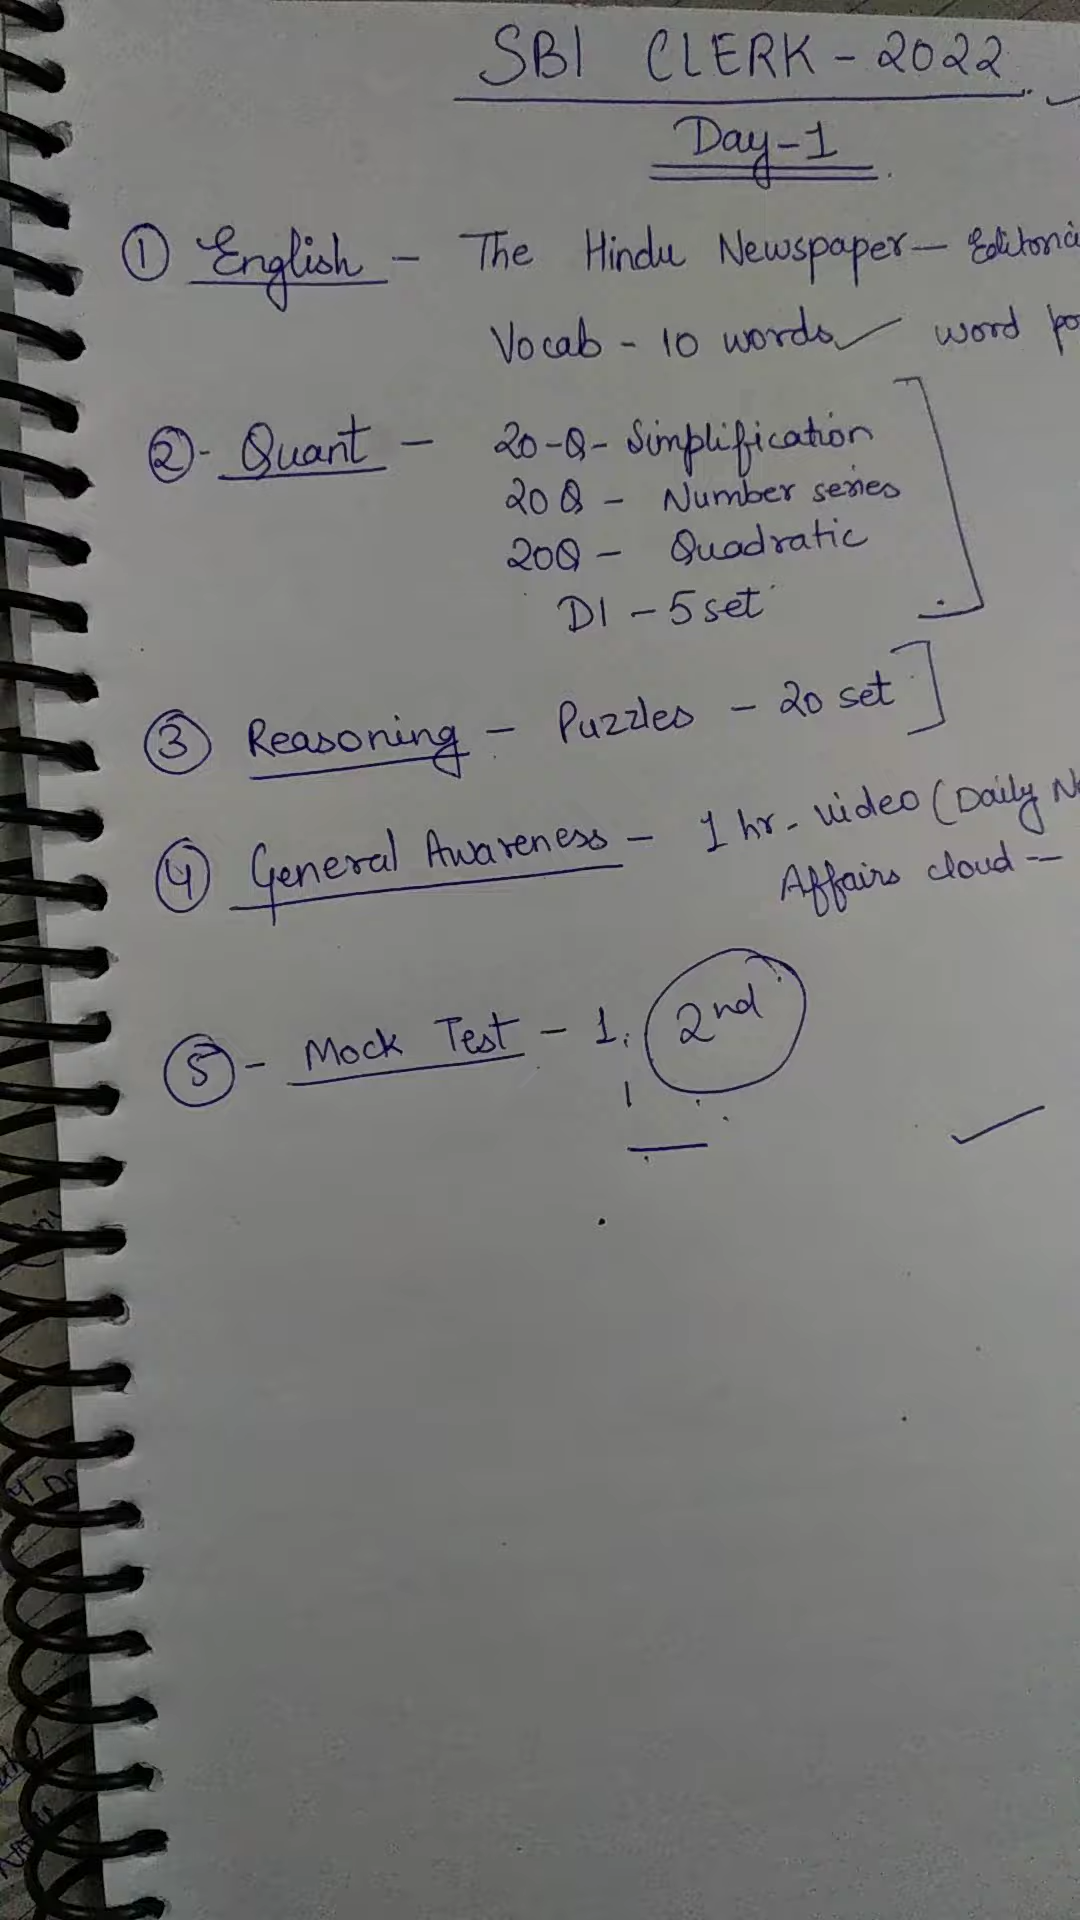 SBI CLERK - 2022
Day-1
① English - The Hindu Newspaper - Editoria
Vocab - 10 words word
②- Quant - 20-Q- Simplification
20Q - Number series
20Q - Quadratic
DI - 5 set
③ Reasoning - Puzzles - 20 set
④ General Awareness - 1 hr. video (Daily
Affairs cloud -
⑤- Mock Test - 1. 2nd